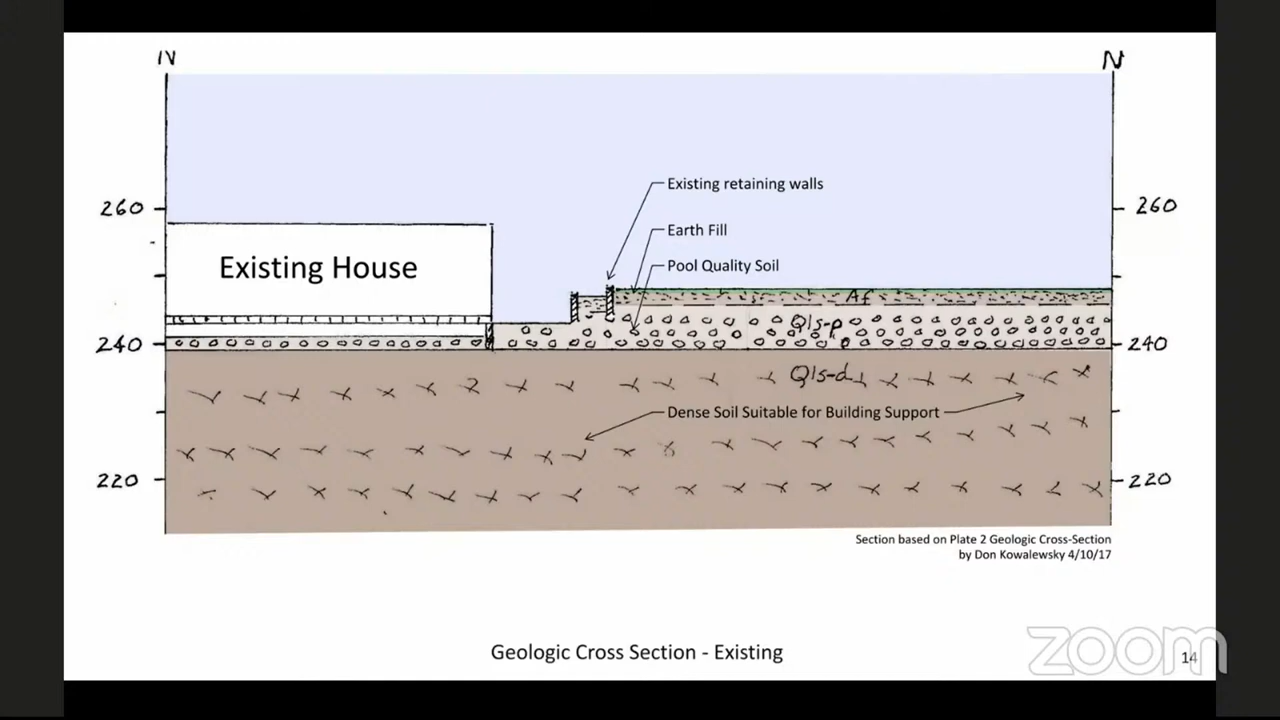 N N
260 260
Existing retaining walls
Earth Fill
Existing House
Pool Quality Soil
Af
Qls-p
240 240
Qls-d
Dense Soil Suitable for Building Support
220 220
Section based on Plate 2 Geologic Cross-Section
by Don Kowalewsky 4/10/17
Geologic Cross Section - Existing
zoom
14